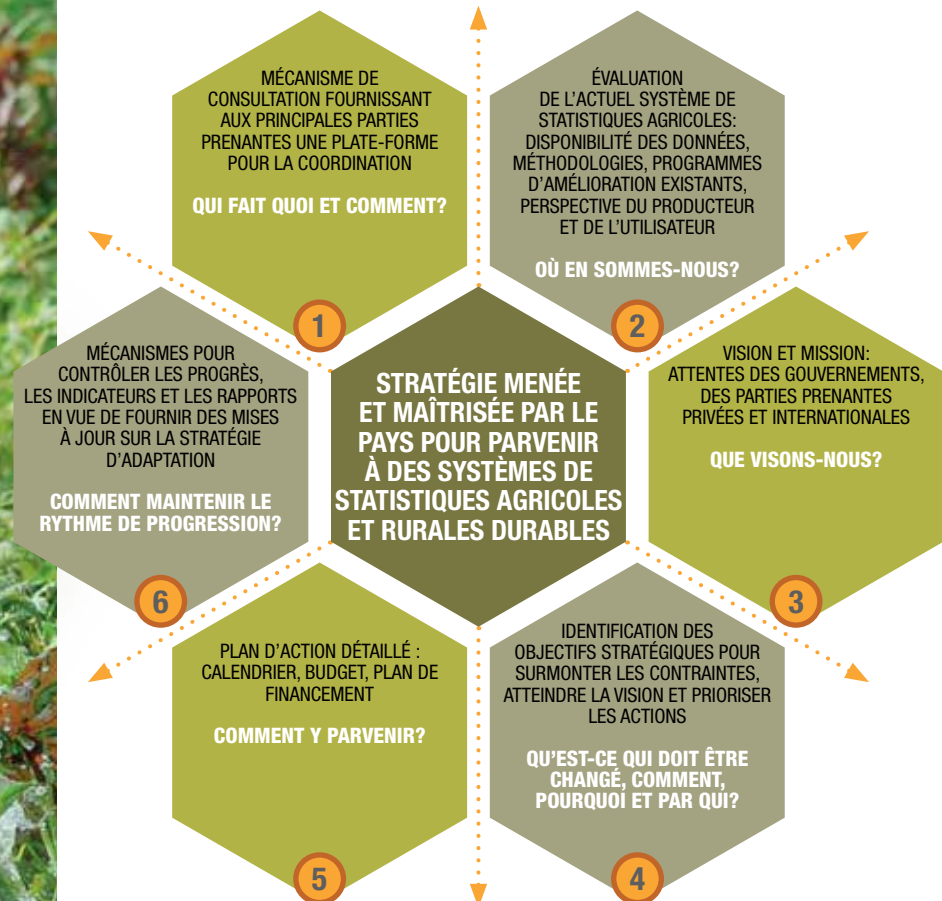 MÉCANISME DE
CONSULTATION FOURNISSANT
AUX PRINCIPALES PARTIES
PRENANTES UNE PLATE-FORME
POUR LA COORDINATION
QUI FAIT QUOI ET COMMENT?
1
ÉVALUATION
DE L’ACTUEL SYSTÈME DE
STATISTIQUES AGRICOLES:
DISPONIBILITÉ DES DONNÉES,
MÉTHODOLOGIES, PROGRAMMES
D’AMÉLIORATION EXISTANTS,
PERSPECTIVE DU PRODUCTEUR
ET DE L’UTILISATEUR
OÙ EN SOMMES-NOUS?
2
VISION ET MISSION:
ATTENTES DES GOUVERNEMENTS,
DES PARTIES PRENANTES
PRIVÉES ET INTERNATIONALES
QUE VISONS-NOUS?
3
IDENTIFICATION DES
OBJECTIFS STRATÉGIQUES POUR
SURMONTER LES CONTRAINTES,
ATTEINDRE LA VISION ET PRIORISER
LES ACTIONS
QU’EST-CE QUI DOIT ÊTRE
CHANGÉ, COMMENT,
POURQUOI ET PAR QUI?
4
PLAN D’ACTION DÉTAILLÉ :
CALENDRIER, BUDGET, PLAN DE
FINANCEMENT
COMMENT Y PARVENIR?
5
MÉCANISMES POUR
CONTRÔLER LES PROGRÈS,
LES INDICATEURS ET LES RAPPORTS
EN VUE DE FOURNIR DES MISES
À JOUR SUR LA STRATÉGIE
D’ADAPTATION
COMMENT MAINTENIR LE
RYTHME DE PROGRESSION?
6
STRATÉGIE MENÉE
ET MAÎTRISÉE PAR LE
PAYS POUR PARVENIR
À DES SYSTÈMES DE
STATISTIQUES AGRICOLES
ET RURALES DURABLES